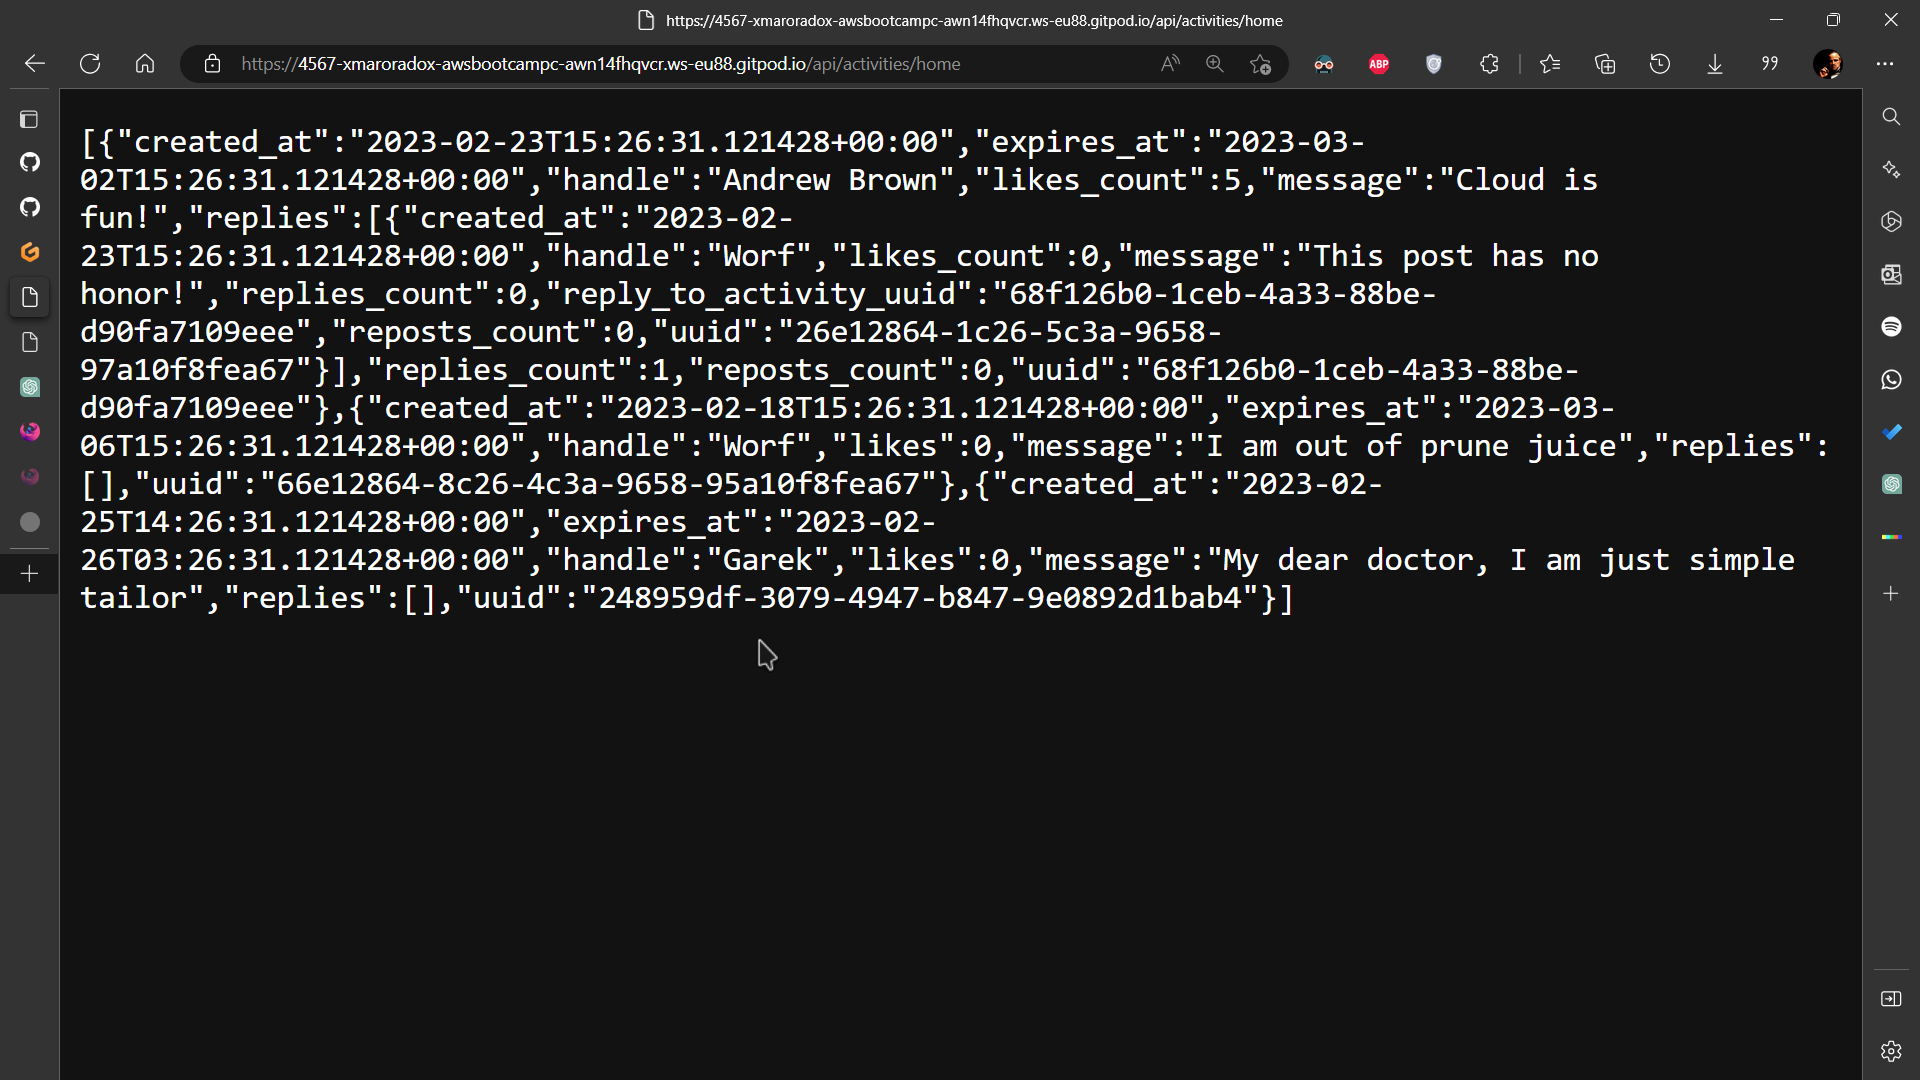 https://4567-xmaroradox-awsbootcampc-awn14fhqvcr.ws-eu88.gitpod.io/api/activities/home
https://4567-xmaroradox-awsbootcampc-awn14fhqvcr.ws-eu88.gitpod.io/api/activities/home
ABP
[{"created_at":"2023-02-23T15:26:31.121428+00:00","expires_at":"2023-03-
02T15:26:31.121428+00:00","handle":"Andrew Brown","likes_count":5,"message":"Cloud is
fun!","replies":[{"created_at":"2023-02-
23T15:26:31.121428+00:00","handle":"Worf","likes_count":0,"message":"This post has no
honor!","replies_count":0,"reply_to_activity_uuid":"68f126b0-1ceb-4a33-88be-
d90fa7109eee","reposts_count":0,"uuid":"26e12864-1c26-5c3a-9658-
97a10f8fea67"}],"replies_count":1,"reposts_count":0,"uuid":"68f126b0-1ceb-4a33-88be-
d90fa7109eee"},{"created_at":"2023-02-18T15:26:31.121428+00:00","expires_at":"2023-03-
06T15:26:31.121428+00:00","handle":"Worf","likes":0,"message":"I am out of prune juice","replies":
[],"uuid":"66e12864-8c26-4c3a-9658-95a10f8fea67"},{"created_at":"2023-02-
25T14:26:31.121428+00:00","expires_at":"2023-02-
26T03:26:31.121428+00:00","handle":"Garek","likes":0,"message":"My dear doctor, I am just simple
tailor","replies":[],"uuid":"248959df-3079-4947-b847-9e0892d1bab4"}]